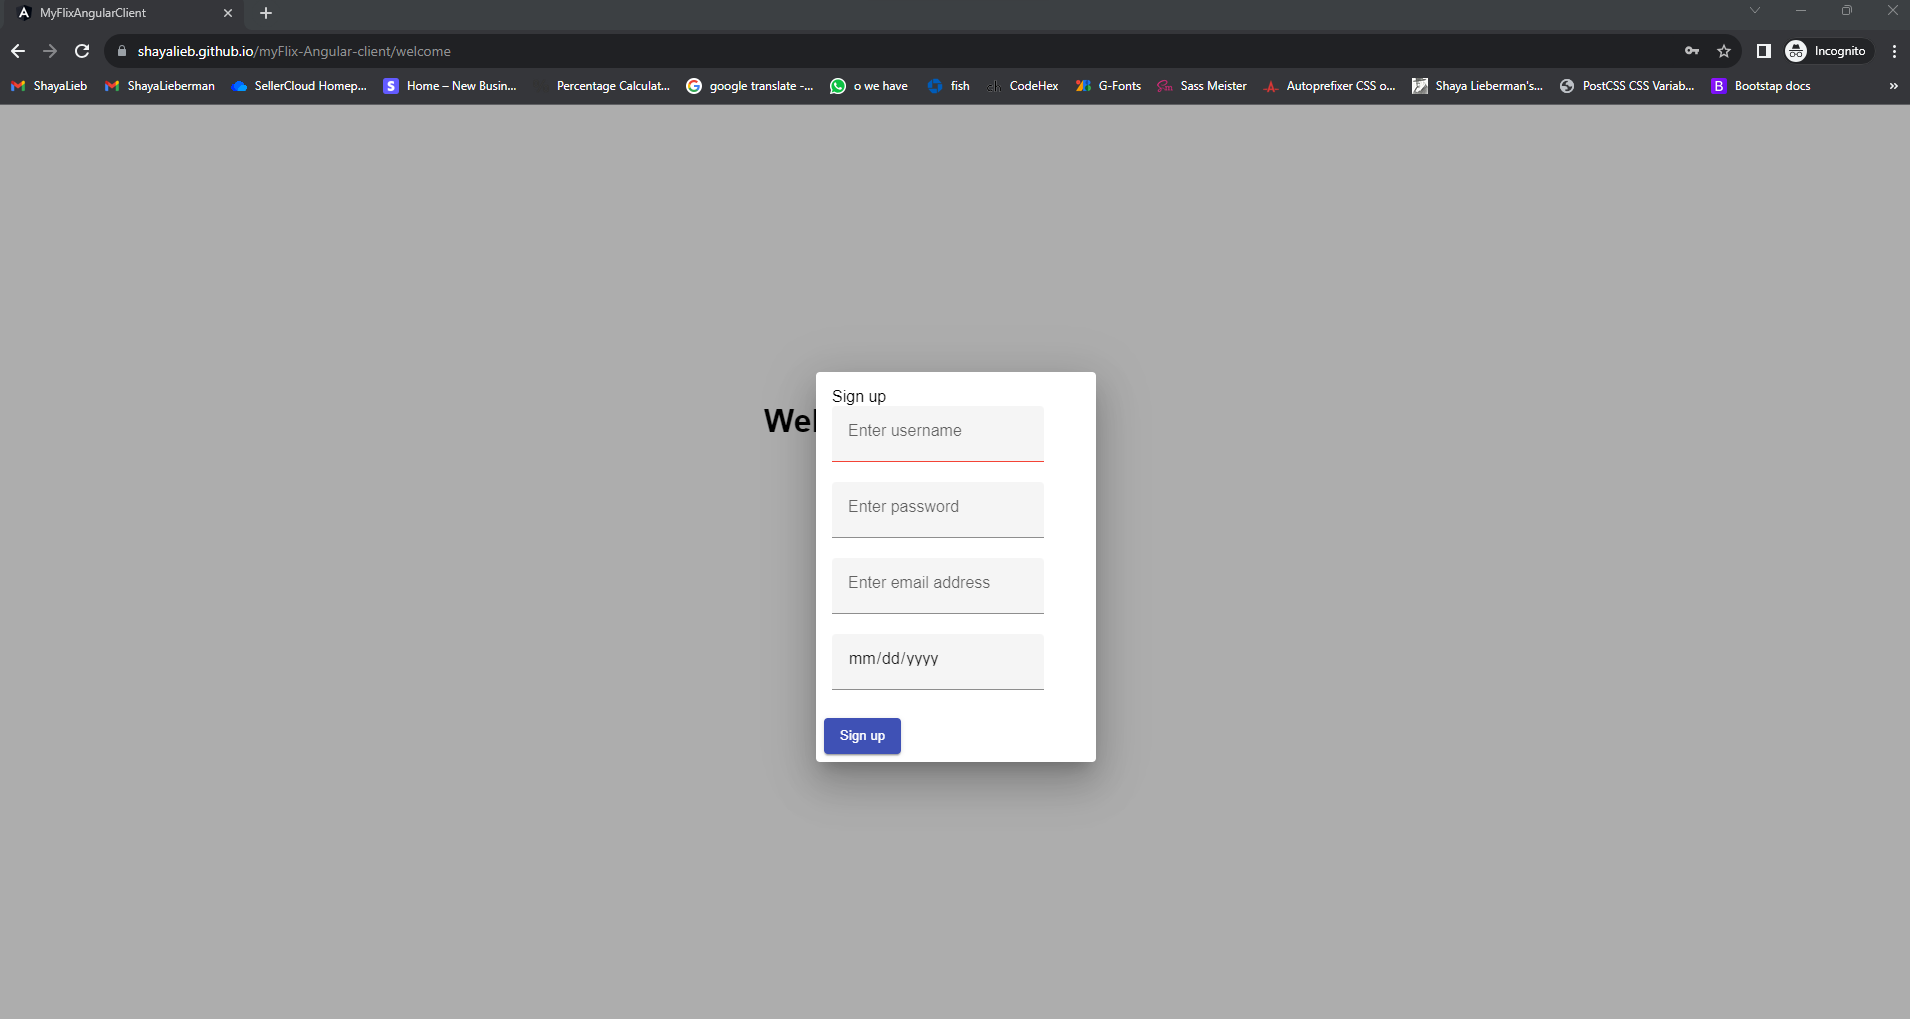 MyFlixAngularClient
shayalieb.github.io/myFlix-Angular-client/welcome
Incognito
ShayaLieb ShayaLieberman SellerCloud Homep... S Home – New Busin... Percentage Calculat... google translate -... o we have fish ch CodeHex G-Fonts Sass Meister Autoprefixer CSS o... Shaya Lieberman's... PostCSS CSS Variab... B Bootstap docs »
Sign up
Wel
Enter username
Enter password
Enter email address
mm/dd/yyyy
Sign up